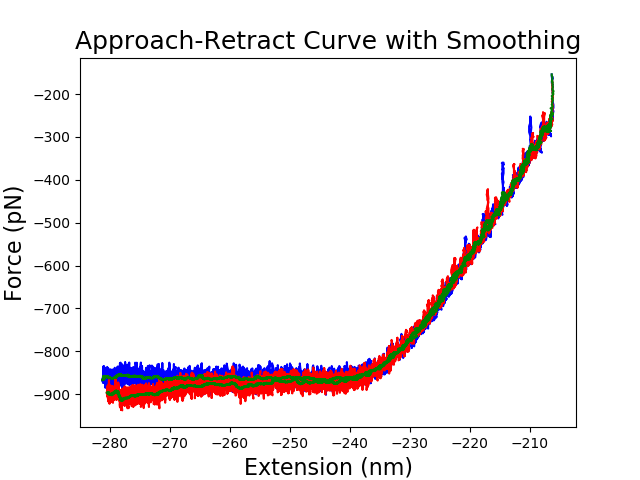 Approach-Retract Curve with Smoothing
−200
−300
−400
−500
−600
−700
−800
−900
Force (pN)
−280 −270 −260 −250 −240 −230 −220 −210
Extension (nm)